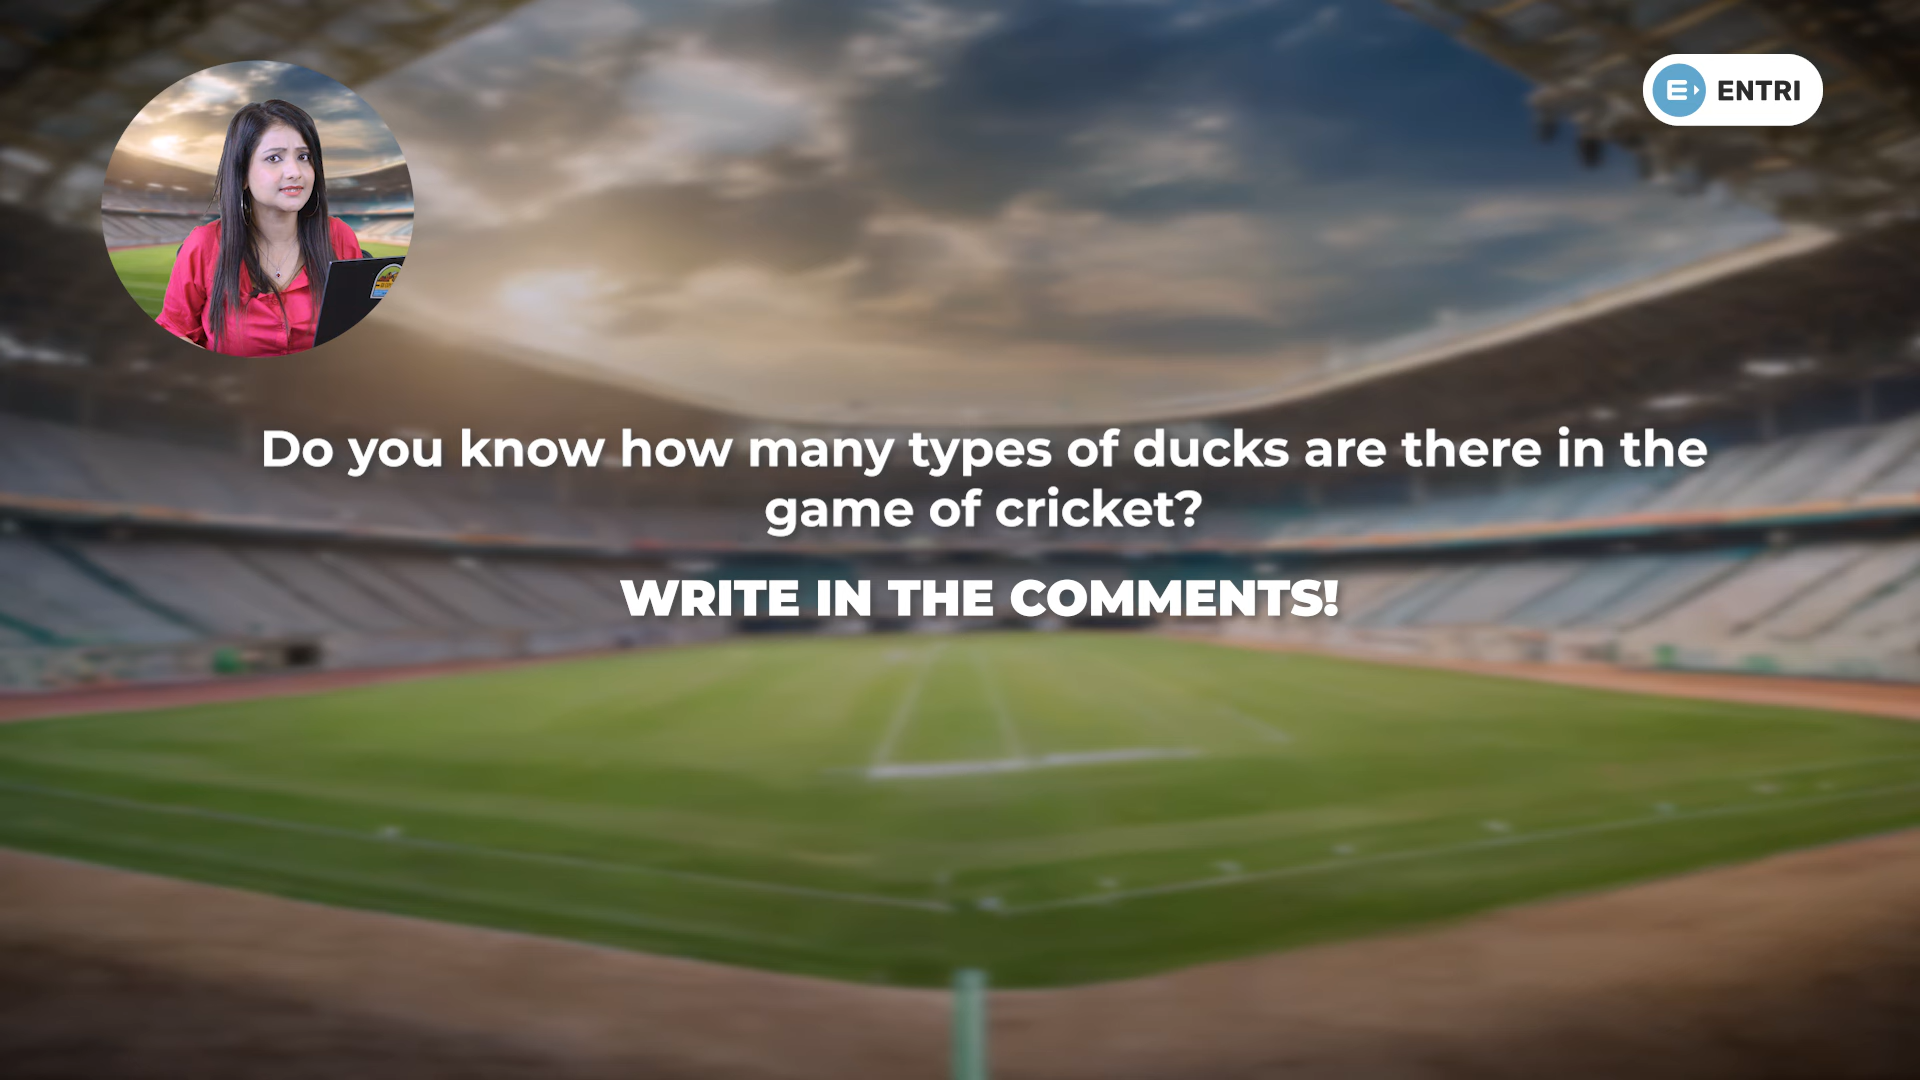 ENTRI
Do you know how many types of ducks are there in the
game of cricket?
WRITE IN THE COMMENTS!